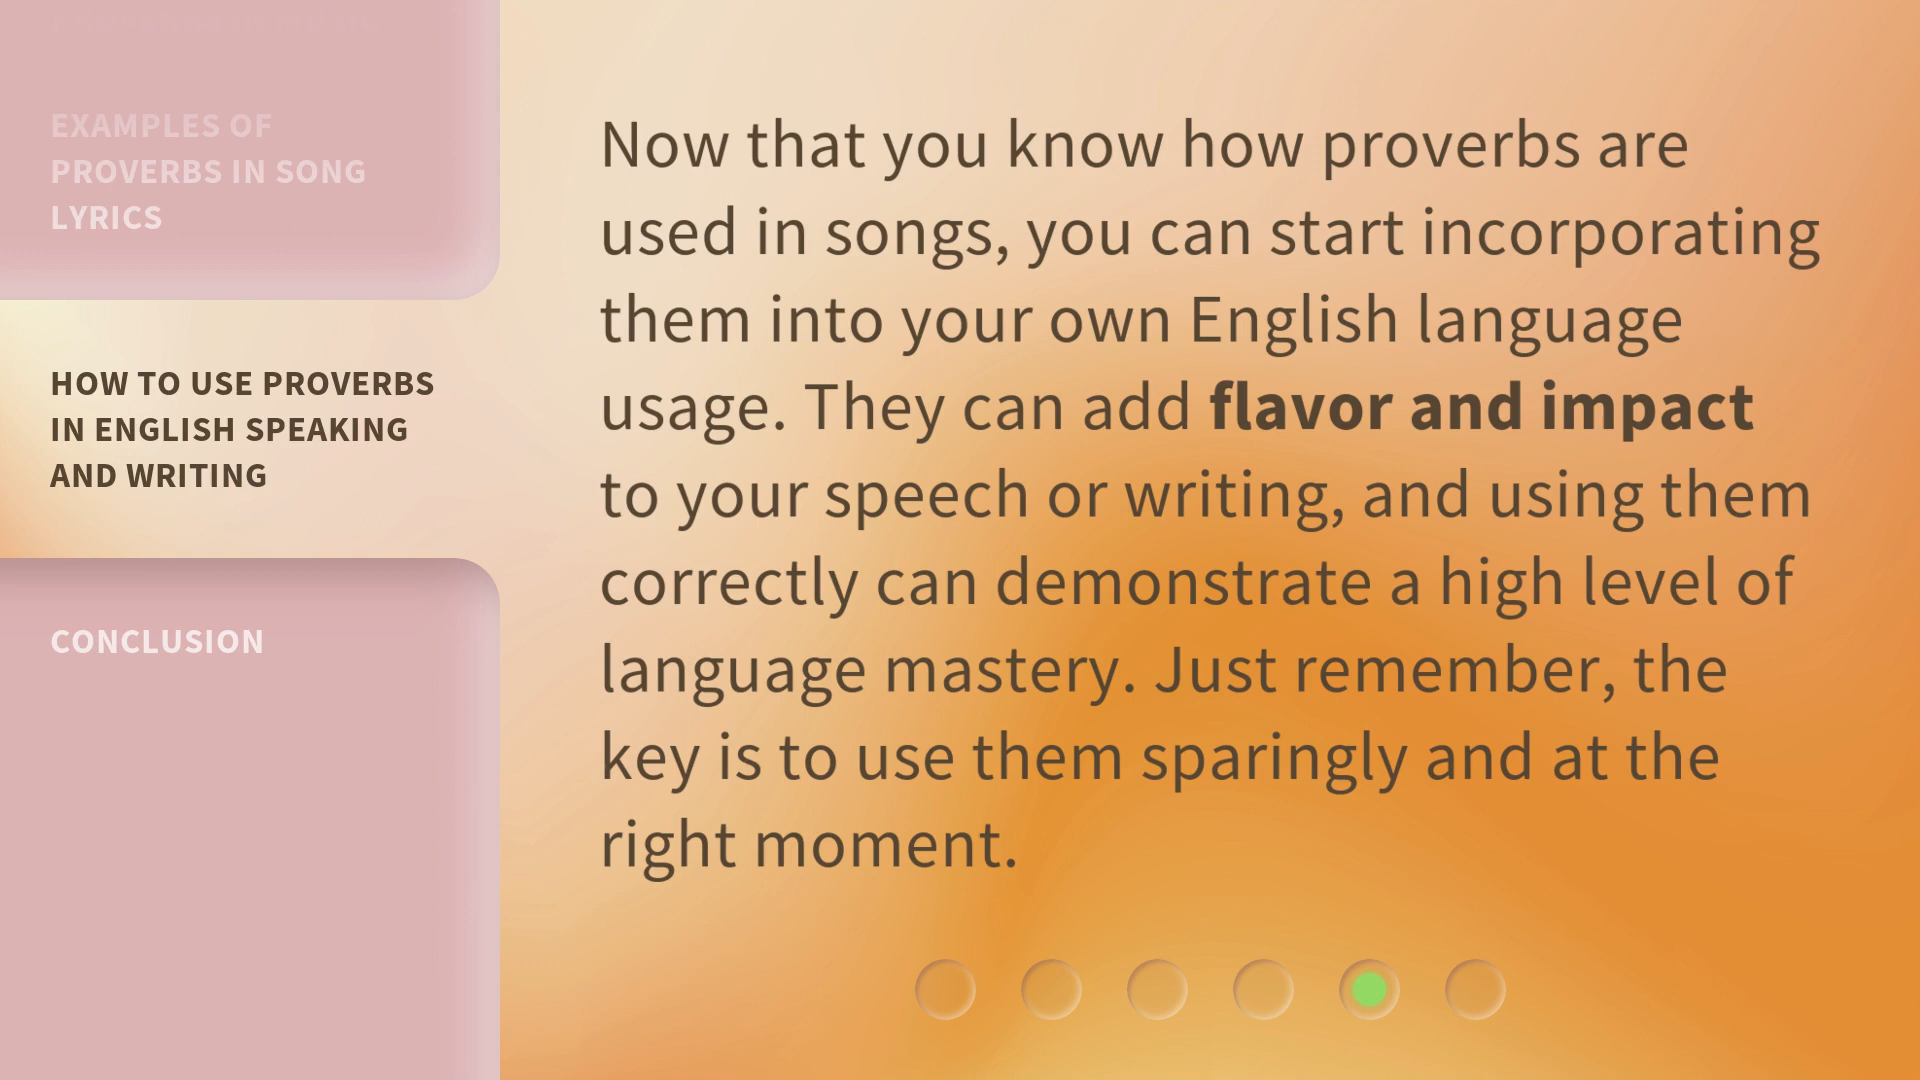 EXAMPLES OF
PROVERBS IN SONG
LYRICS
HOW TO USE PROVERBS
IN ENGLISH SPEAKING
AND WRITING
CONCLUSION
Now that you know how proverbs are
used in songs, you can start incorporating
them into your own English language
usage. They can add flavor and impact
to your speech or writing, and using them
correctly can demonstrate a high level of
language mastery. Just remember, the
key is to use them sparingly and at the
right moment.